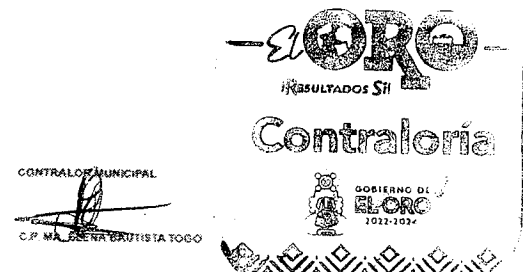 El ORO
¡RESULTADOS Sí!
Contraloría
CONTRALOR MUNICIPAL
GOBIERNO DE
EL ORO
2022-2024
C.P. MA. ELENA BAUTISTA TOGO